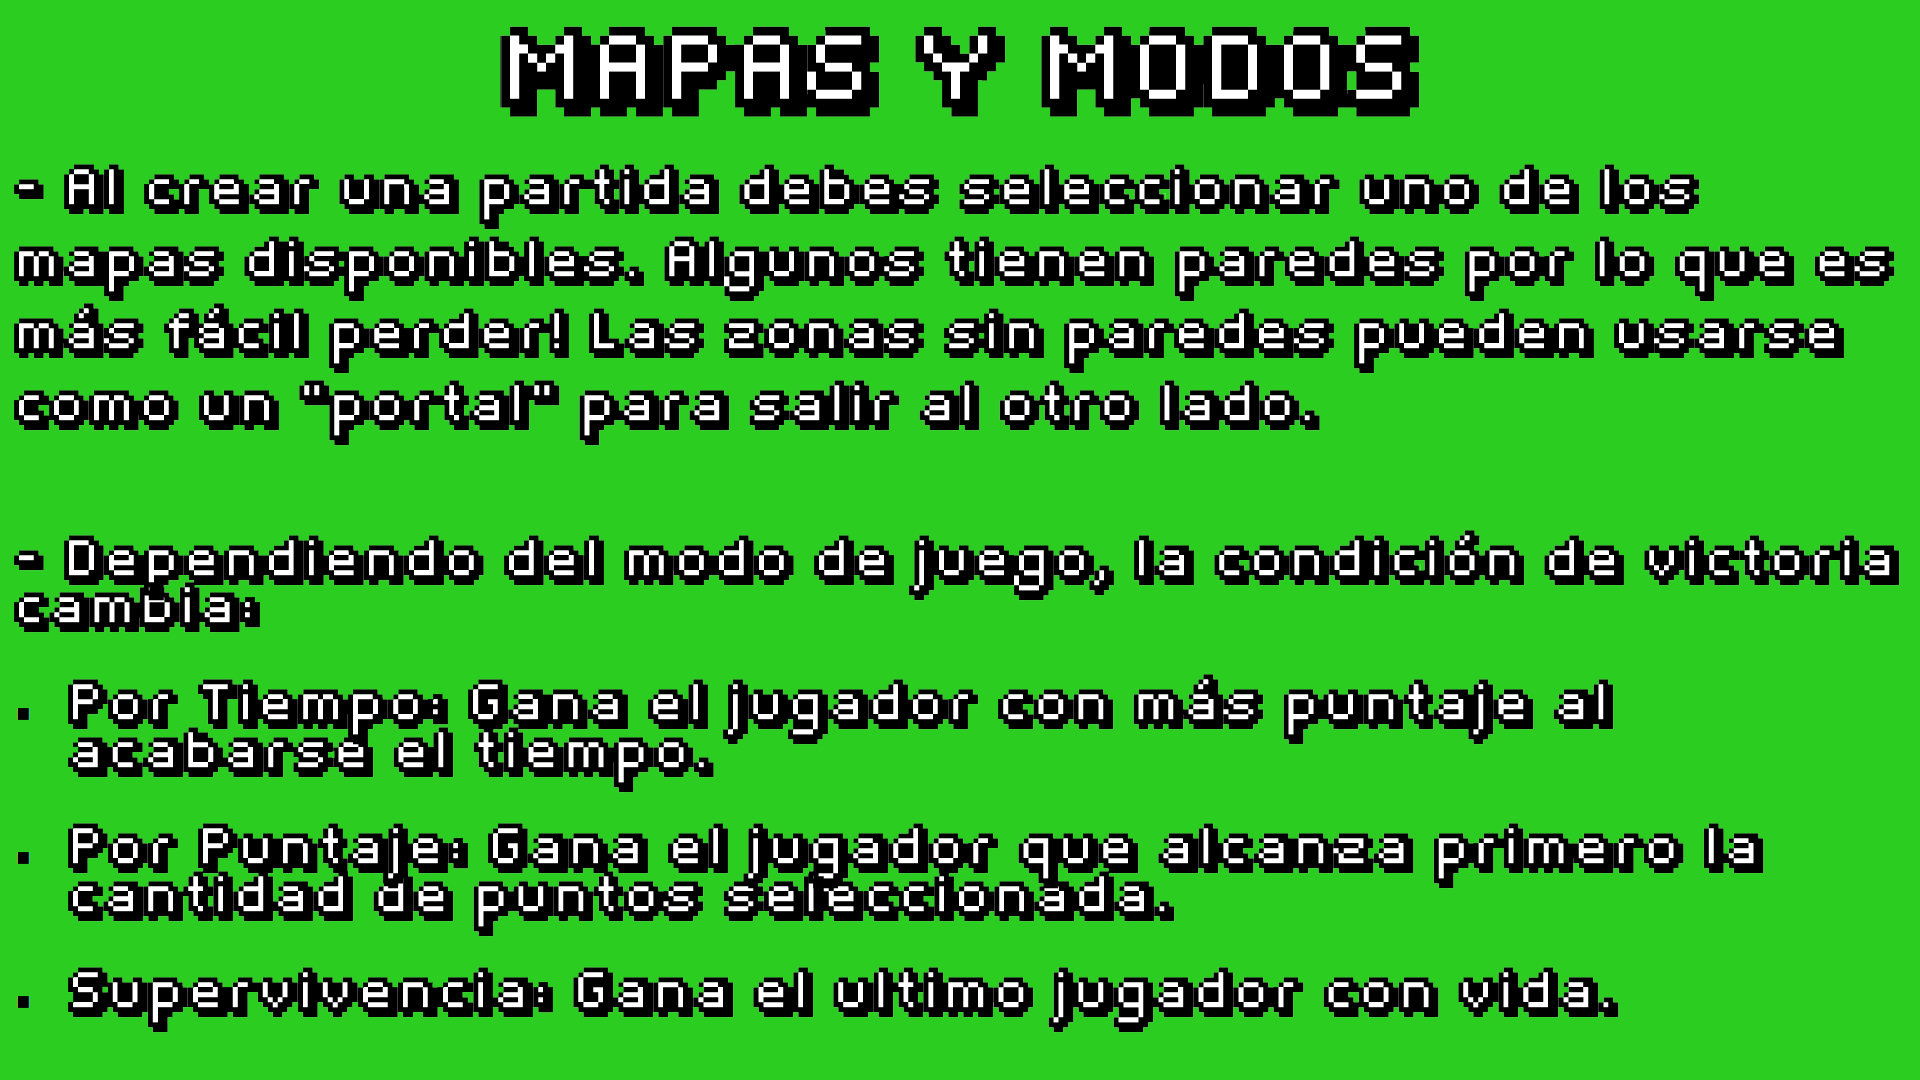 MAPAS Y MODOS
- Al crear una partida debes seleccionar uno de los
mapas disponibles. Algunos tienen paredes por lo que es
más fácil perder! Las zonas sin paredes pueden usarse
como un "portal" para salir al otro lado.
- Dependiendo del modo de juego, la condición de victoria
cambia:
. Por Tiempo: Gana el jugador con más puntaje al
acabarse el tiempo.
. Por Puntaje: Gana el jugador que alcanza primero la
cantidad de puntos seleccionada.
. Supervivencia: Gana el ultimo jugador con vida.